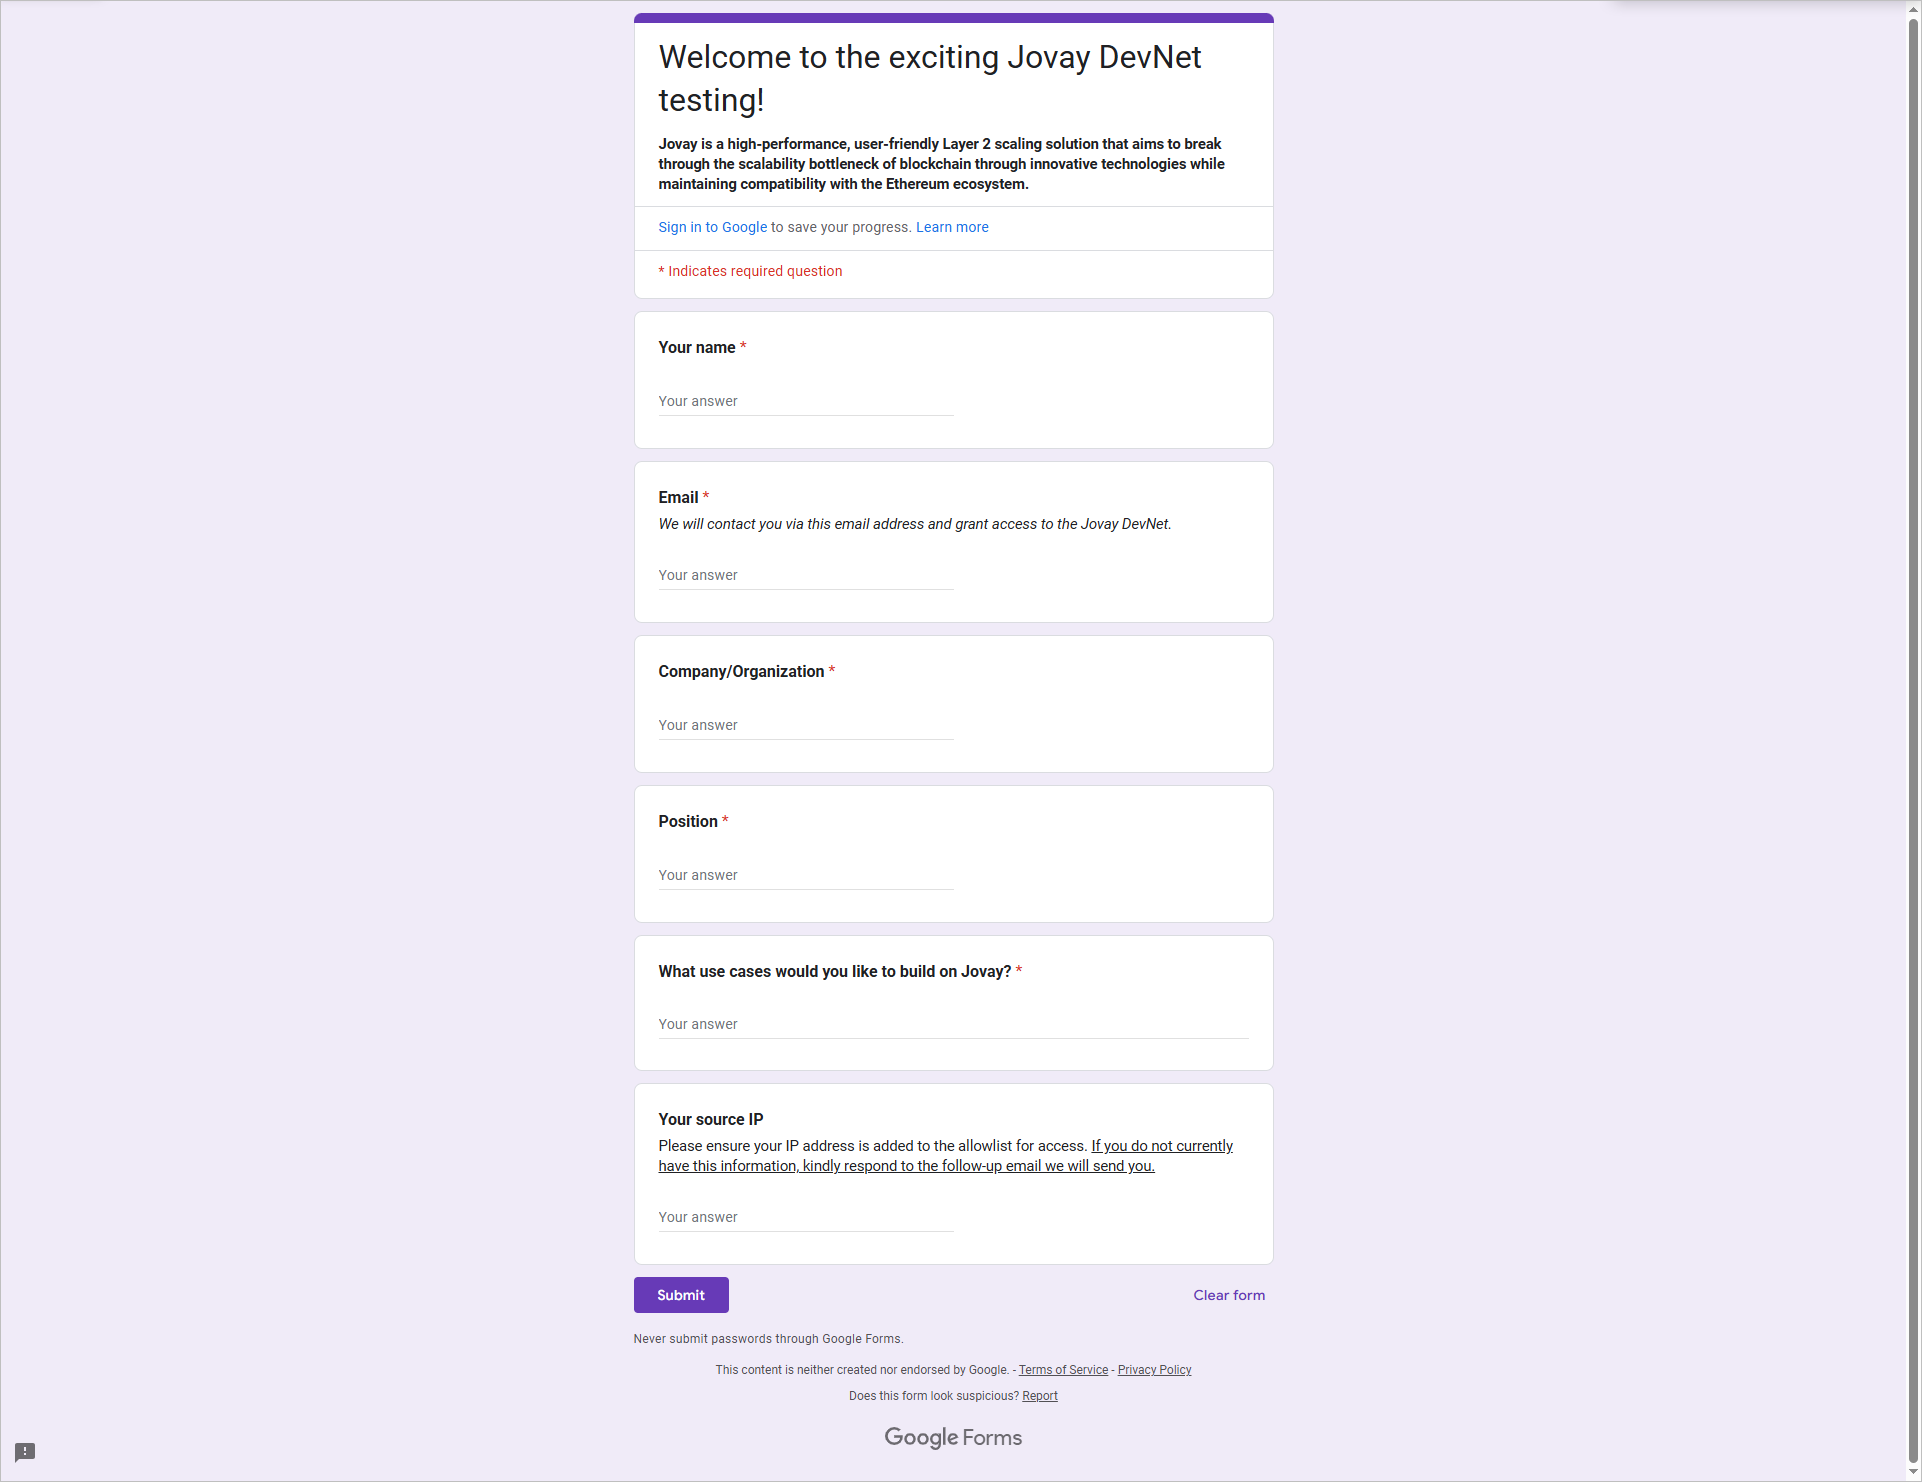 Welcome to the exciting Jovay DevNet
testing!
Jovay is a high-performance, user-friendly Layer 2 scaling solution that aims to break
through the scalability bottleneck of blockchain through innovative technologies while
maintaining compatibility with the Ethereum ecosystem.
Sign in to Google to save your progress. Learn more
* Indicates required question
Your name *
Your answer
Email *
We will contact you via this email address and grant access to the Jovay DevNet.
Your answer
Company/Organization *
Your answer
Position *
Your answer
What use cases would you like to build on Jovay? *
Your answer
Your source IP
Please ensure your IP address is added to the allowlist for access. If you do not currently
have this information, kindly respond to the follow-up email we will send you.
Your answer
Submit
Clear form
Never submit passwords through Google Forms.
This content is neither created nor endorsed by Google. - Terms of Service - Privacy Policy
Does this form look suspicious? Report
Google Forms